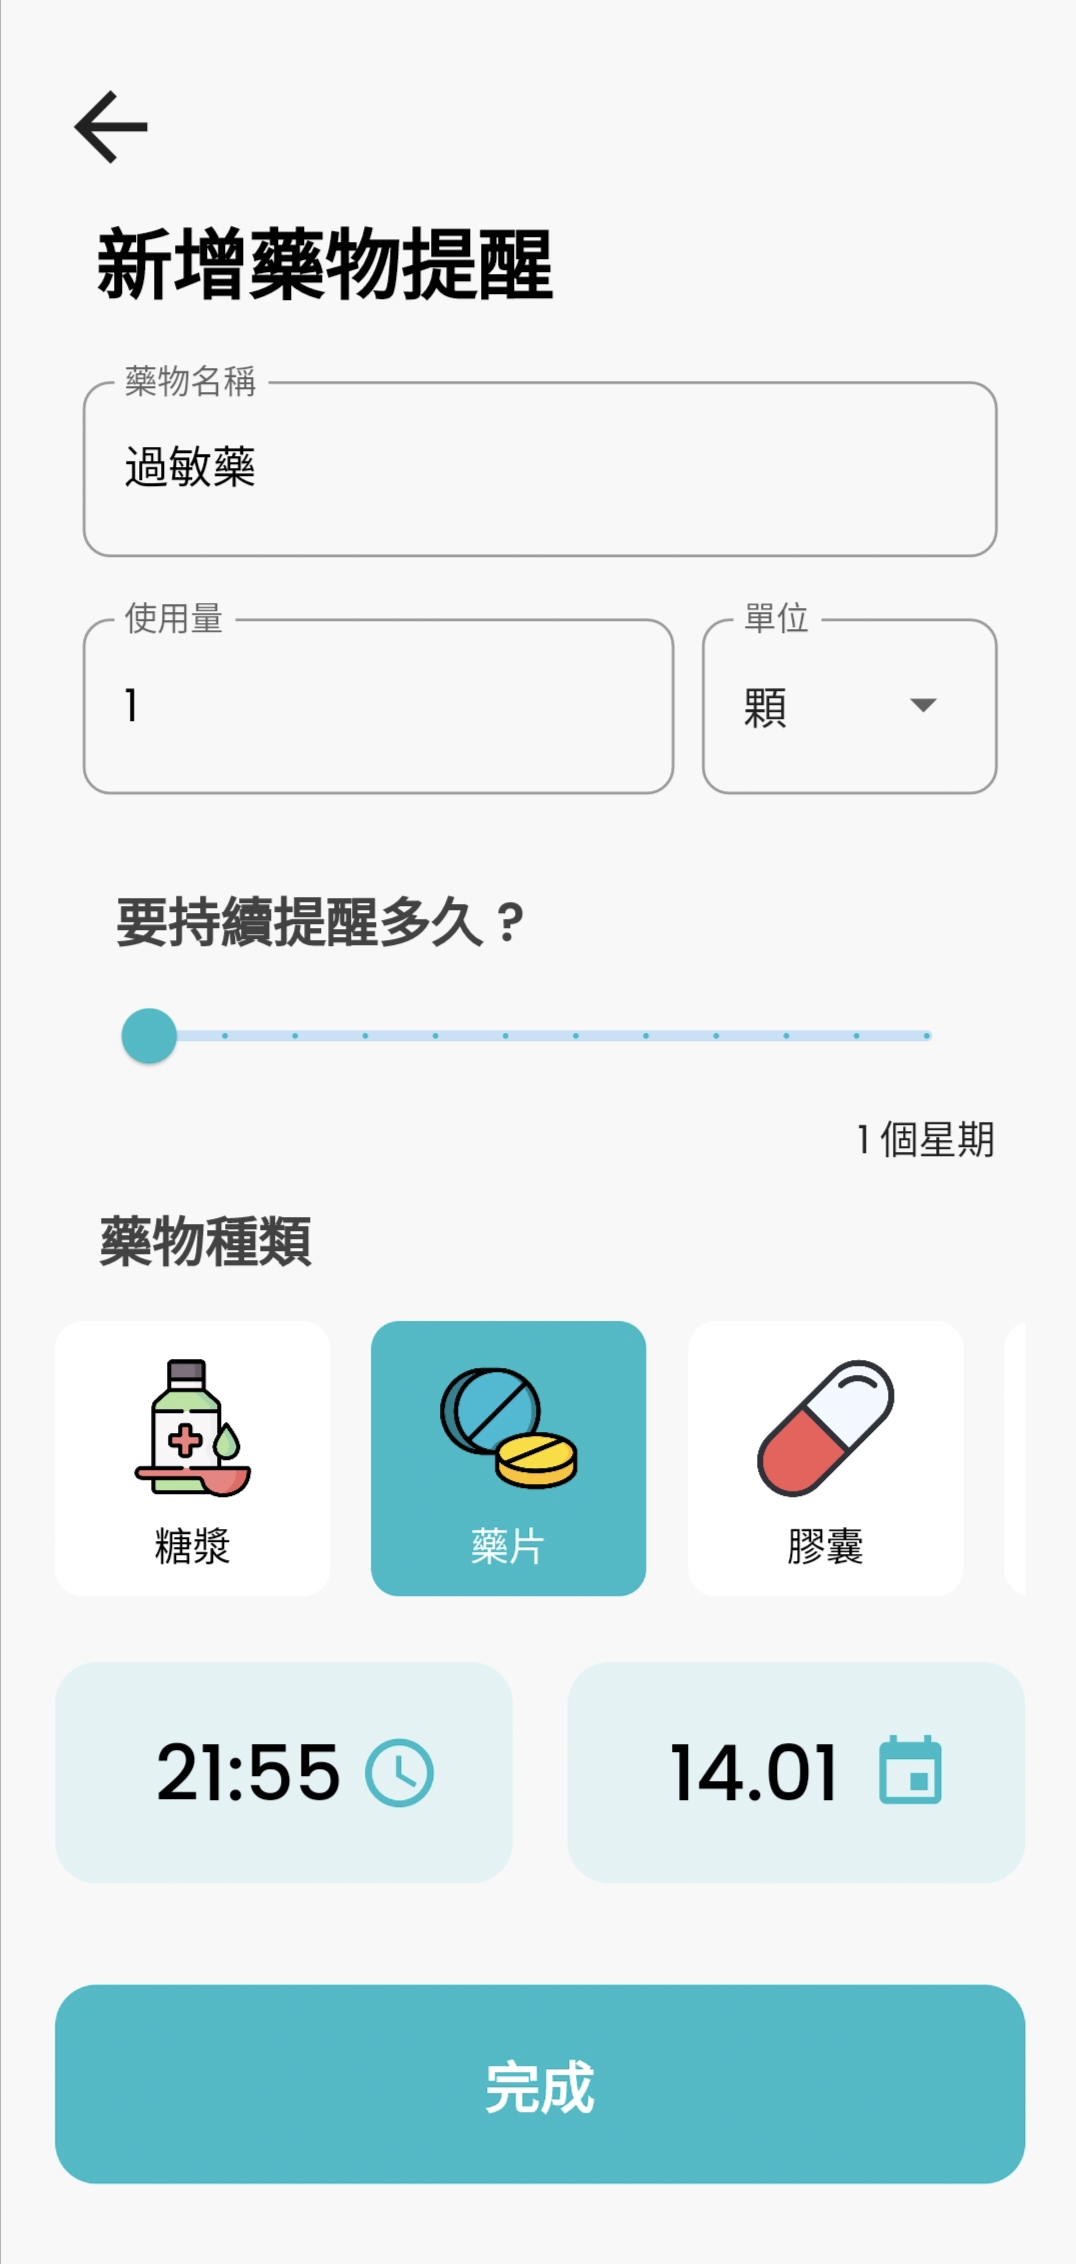 新增藥物提醒
藥物名稱
過敏藥
使用量
單位
1
顆
要持續提醒多久？
1 個星期
藥物種類
糖漿
藥片
膠囊
21:55
14.01
完成